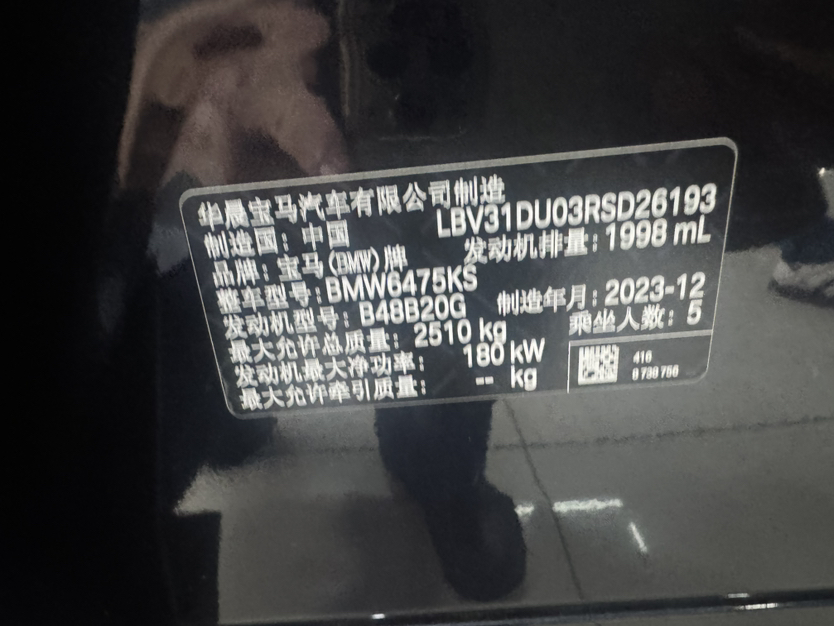 华晨宝马汽车有限公司制造
制造国：中国 LBV31DU03RSD26193
品牌：宝马(BMW)牌 发动机排量：1998 mL
整车型号：BMW6475KS
发动机型号：B48B20G 制造年月：2023-12
最大允许总质量：2510 kg 乘坐人数：5
发动机最大净功率：180 kW
最大允许牵引质量：-- kg
416
8 738 766